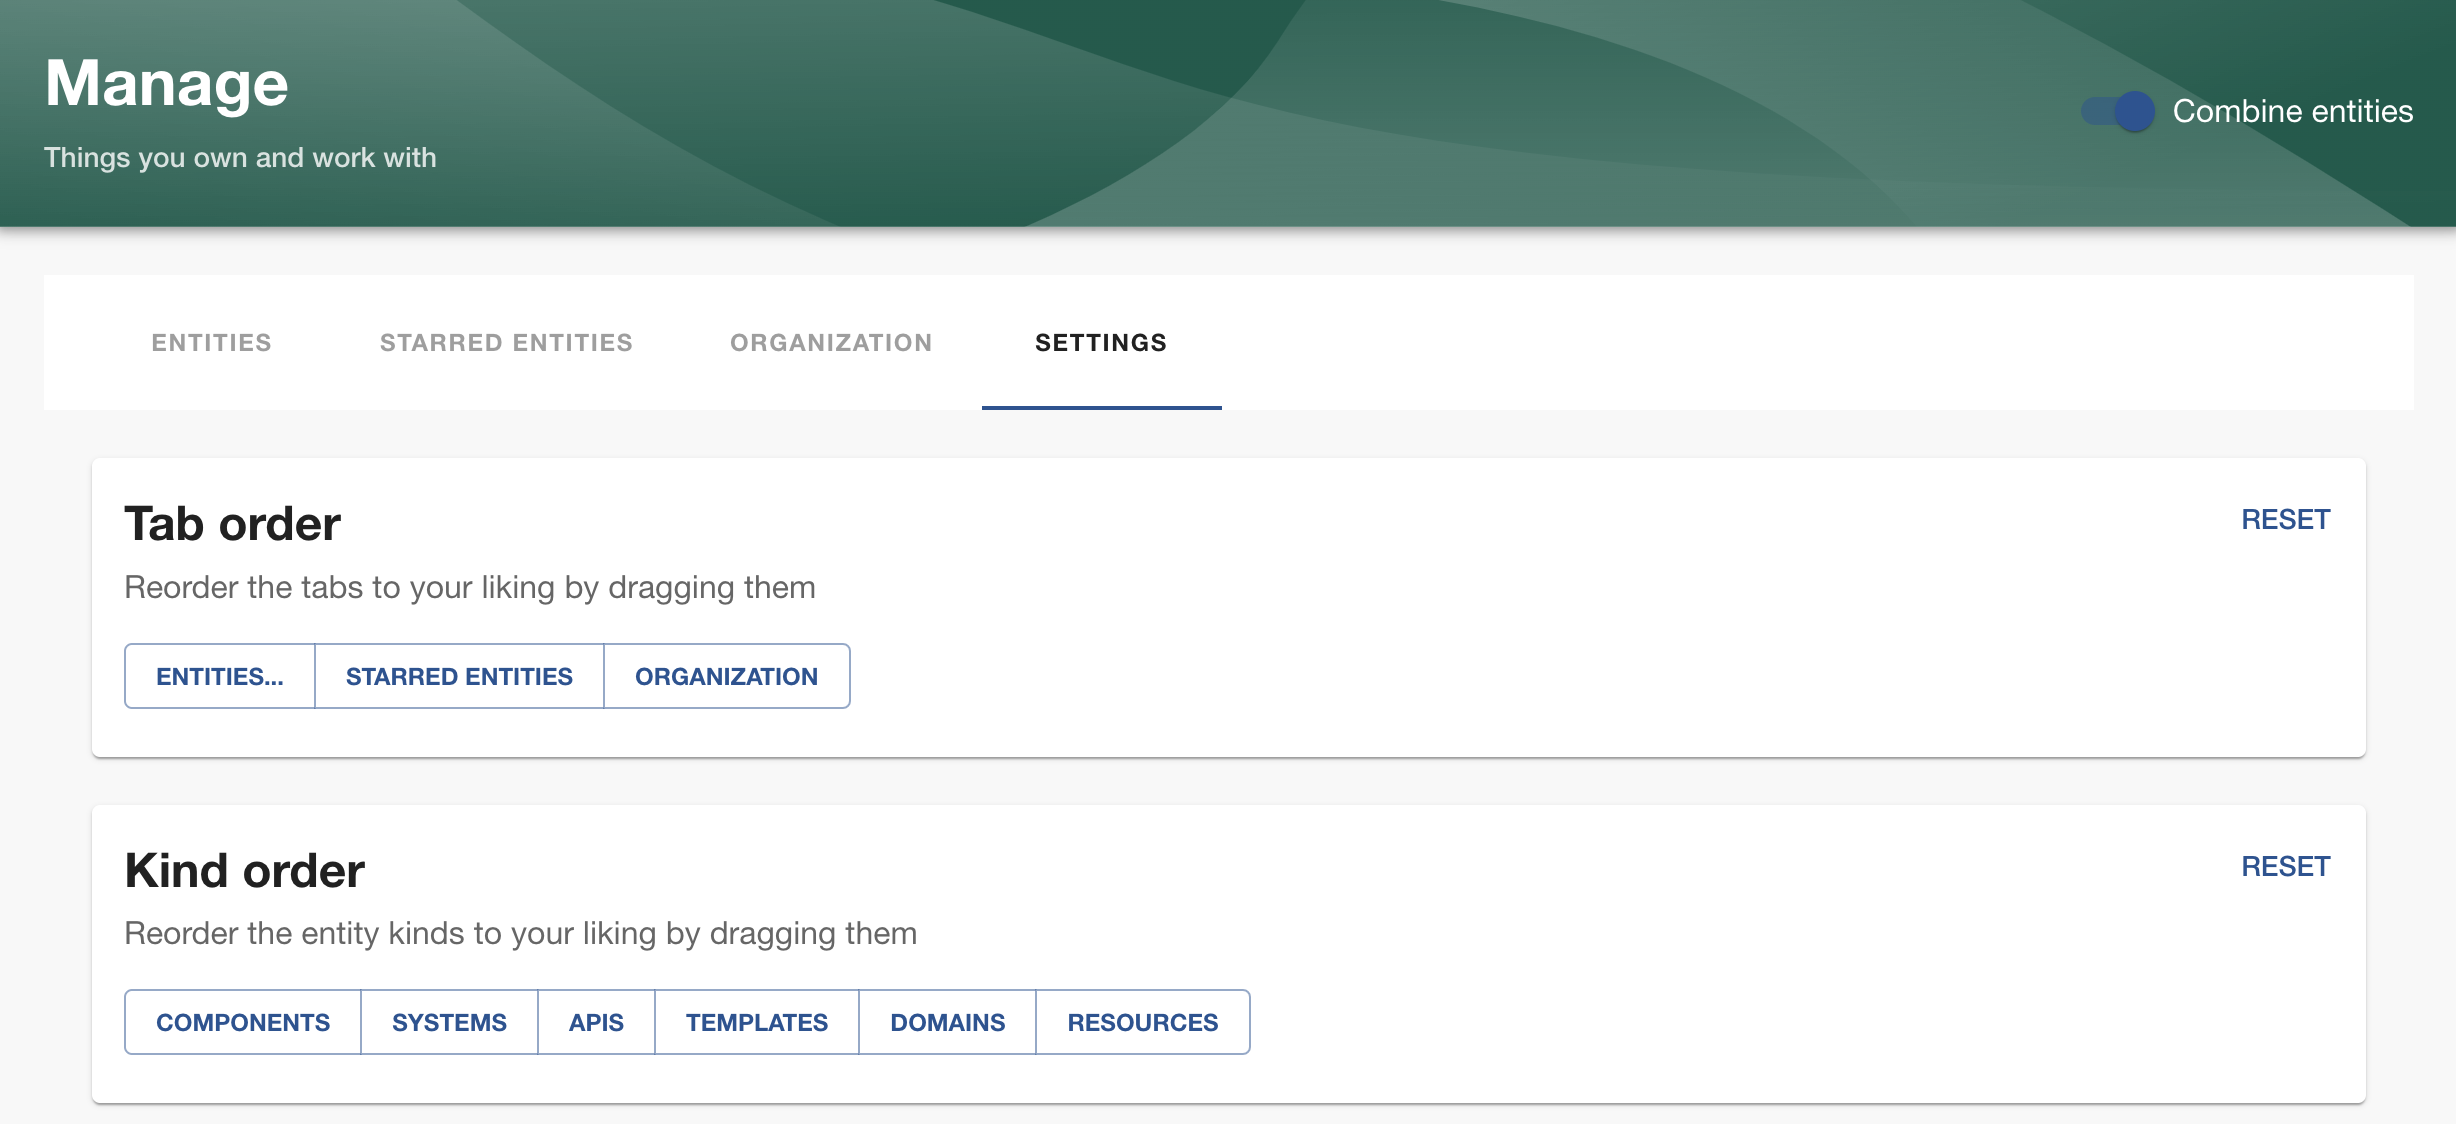 Manage
Things you own and work with
Combine entities
ENTITIES
STARRED ENTITIES
ORGANIZATION
SETTINGS
Tab order
RESET
Reorder the tabs to your liking by dragging them
ENTITIES...
STARRED ENTITIES
ORGANIZATION
Kind order
RESET
Reorder the entity kinds to your liking by dragging them
COMPONENTS
SYSTEMS
APIS
TEMPLATES
DOMAINS
RESOURCES